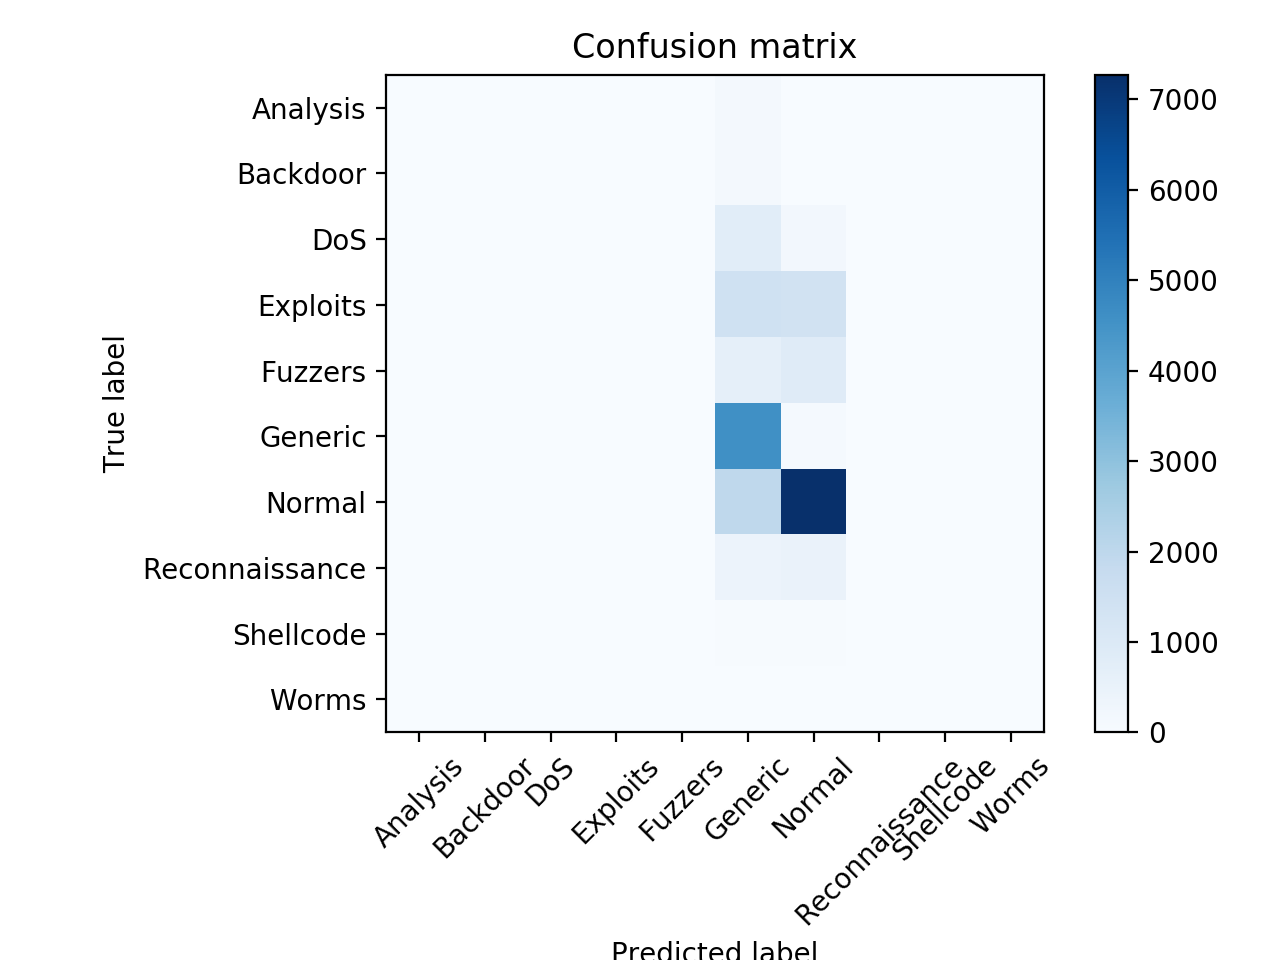 Confusion matrix
Analysis
Backdoor
DoS
Exploits
Fuzzers
Generic
Normal
Reconnaissance
Shellcode
Worms
True label
Analysis
Backdoor
DoS
Exploits
Fuzzers
Generic
Normal
Reconnaissance
Shellcode
Worms
Predicted label
7000
6000
5000
4000
3000
2000
1000
0